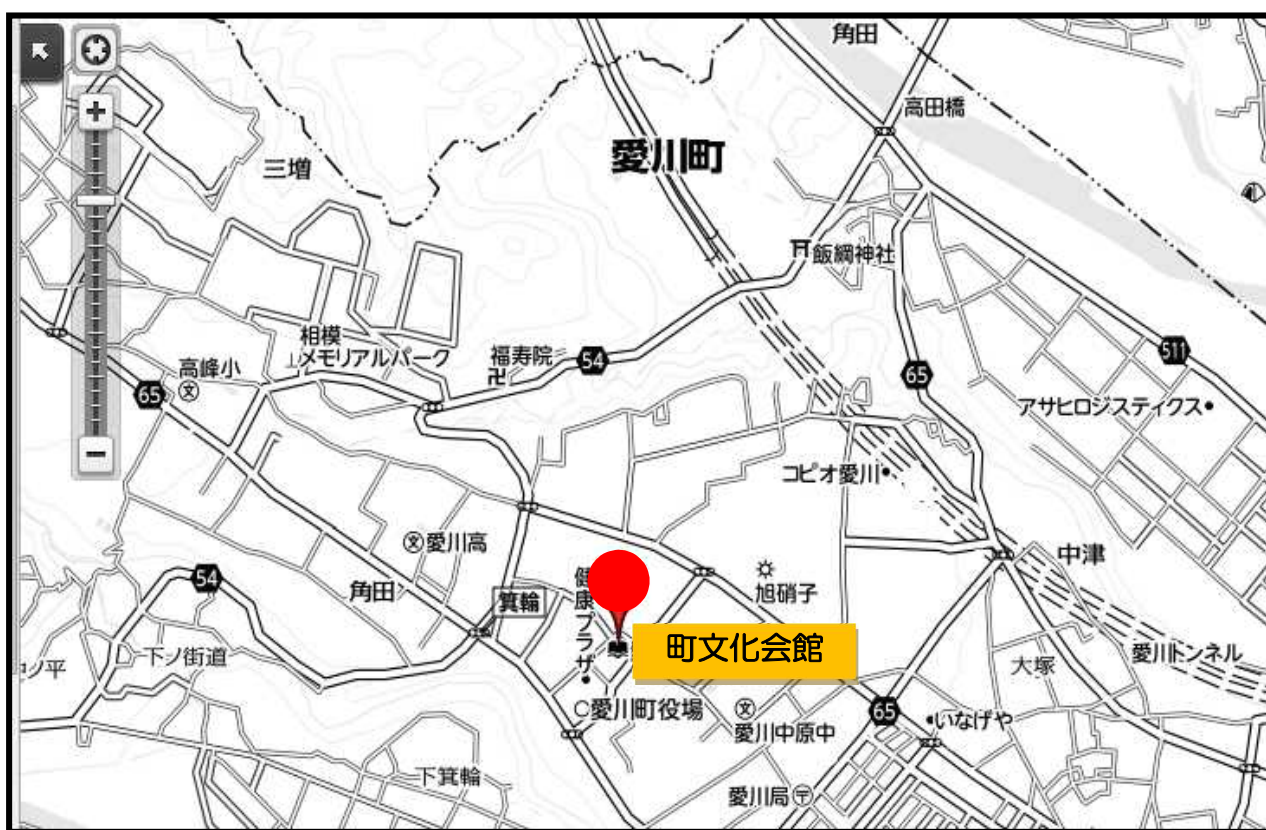 角田
高田橋
愛川町
三増
飯綱神社
511
相模
メモリアルパーク
福寿院
54
65
高峰小
65
アサヒロジスティクス
コピオ愛川
文
愛川高
中津
旭硝子
54
角田
箕輪
健康プラザ
町文化会館
下ノ街道
大塚
愛川トンネル
愛川町役場
文
愛川中原中
65
いなげや
下箕輪
愛川局